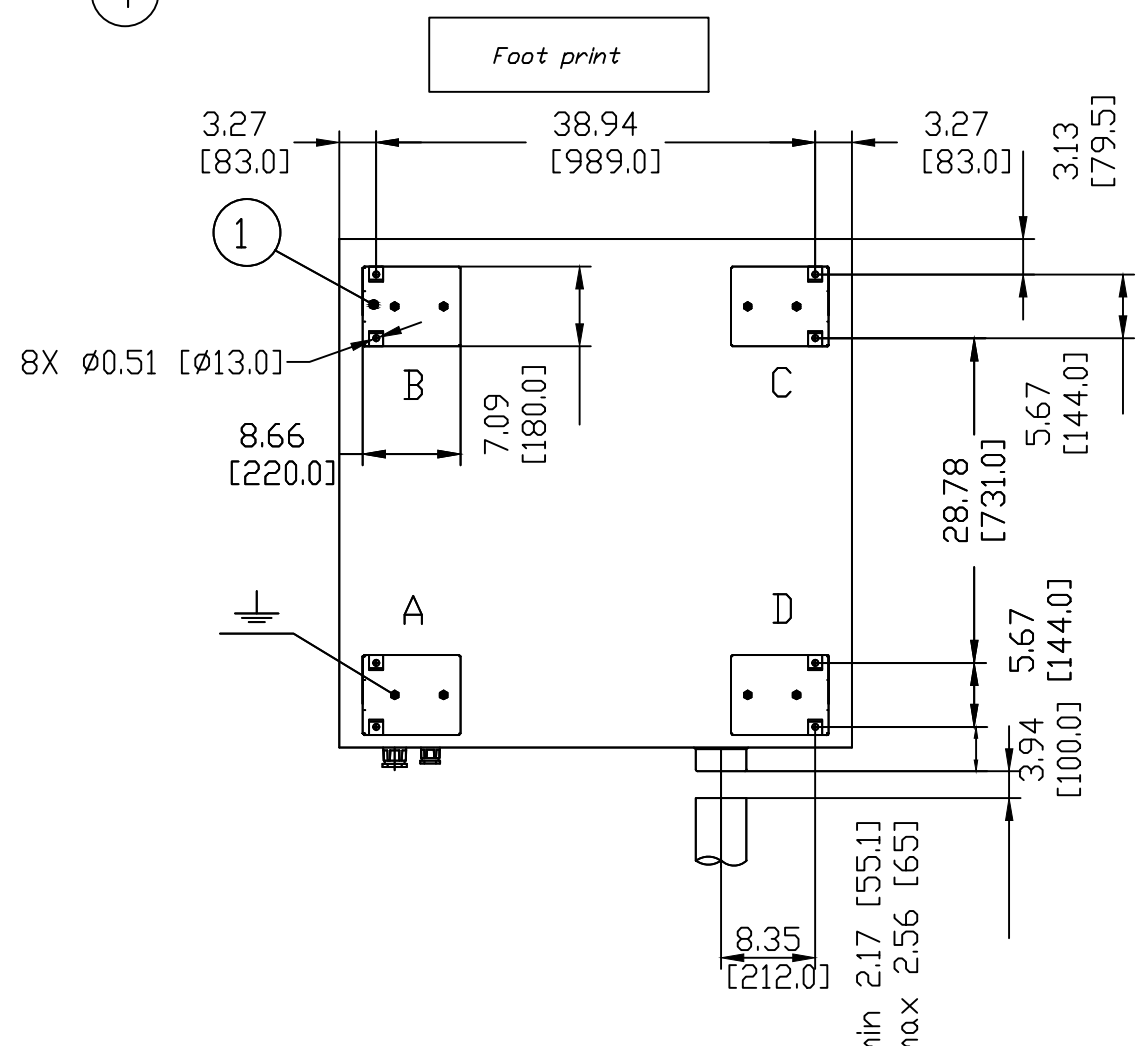 Foot print
3.27
[83.0]
38.94
[989.0]
3.27
[83.0]
3.13
[79.5]
1
8X Ø0.51 [Ø13.0]
B
C
7.09
[180.0]
5.67
[144.0]
8.66
[220.0]
28.78
[731.0]
A
D
5.67
[144.0]
3.94
[100.0]
8.35
[212.0]
min 2.17 [55.1]
max 2.56 [65]